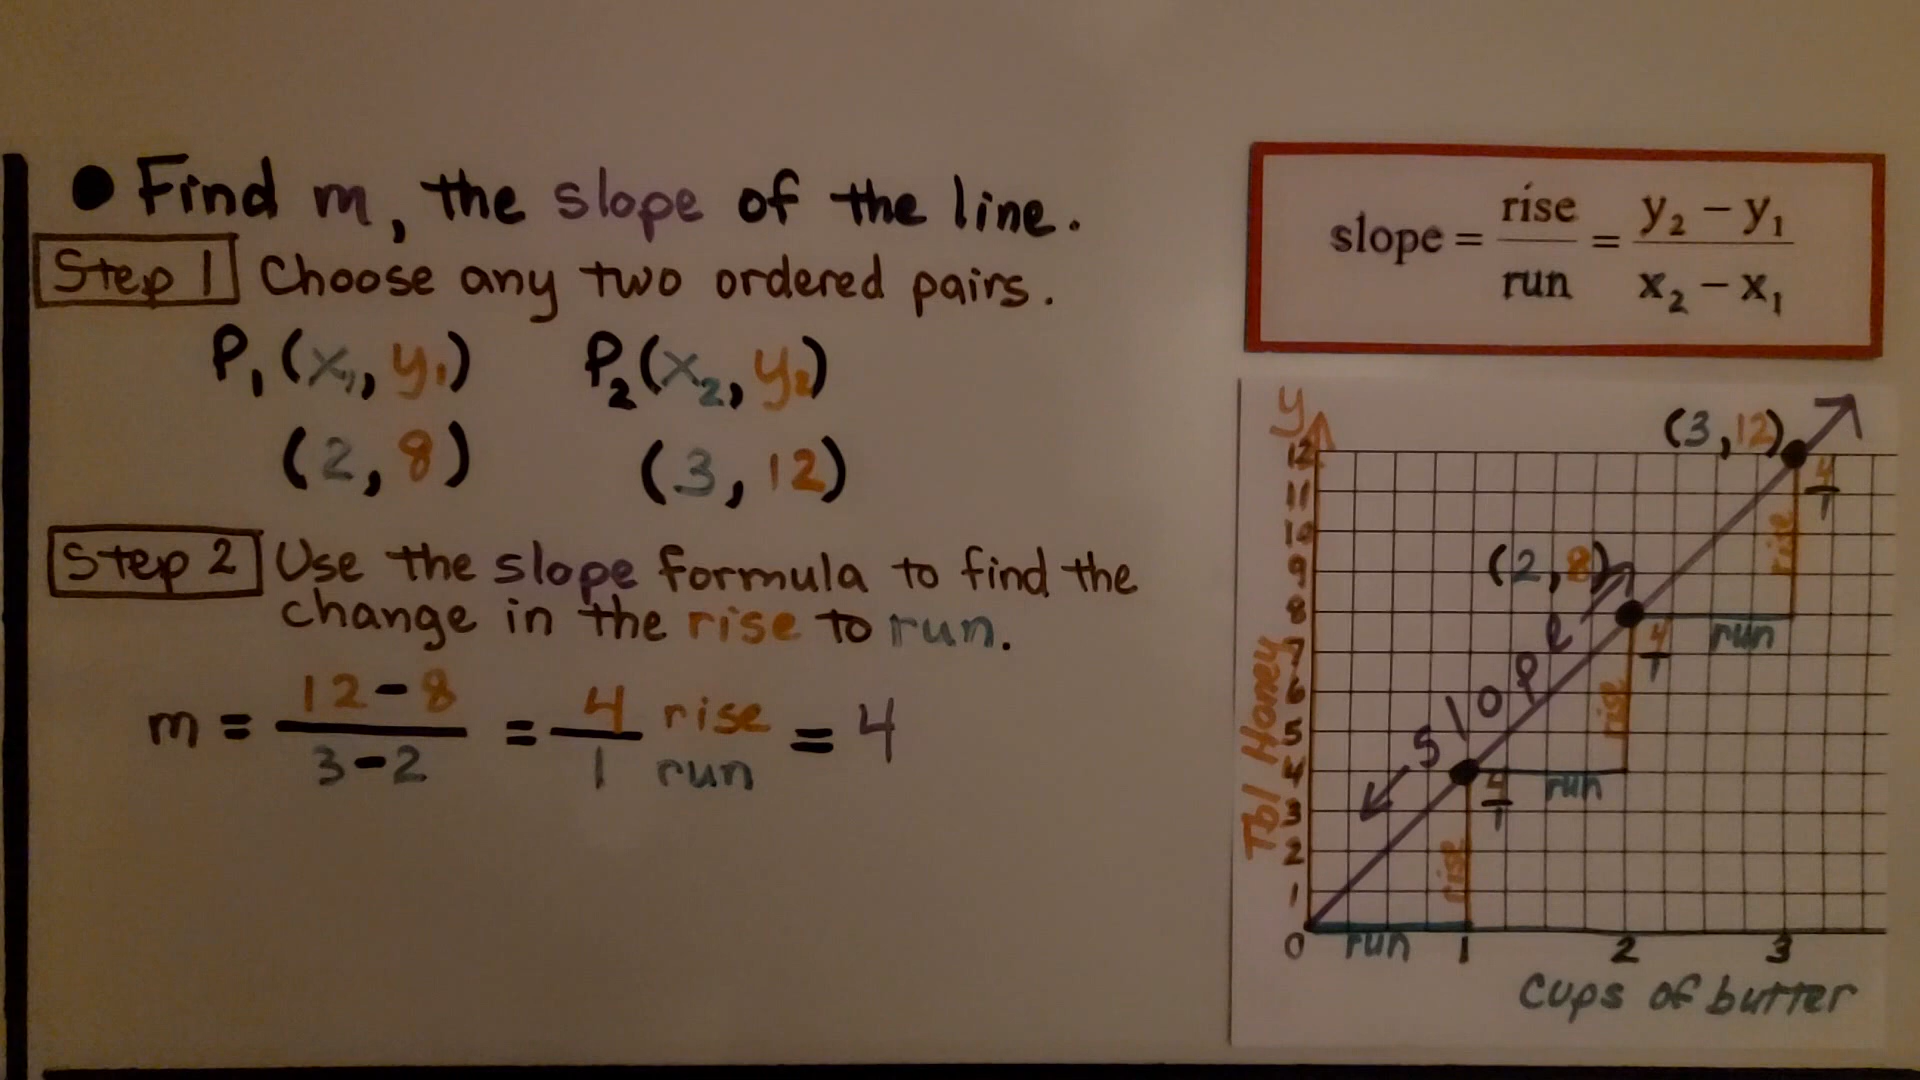 • Find m, the slope of the line.
Step 1 Choose any two ordered pairs.
P₁(x₁, y₁) P₂(x₂, y₂)
(2, 8) (3, 12)
Step 2 Use the slope formula to find the
change in the rise to run.
m = 12-8 / 3-2 = 4 rise / 1 run = 4
slope = rise / run = y₂ - y₁ / x₂ - x₁
y
12
11
10
9
8
7
6
5
4
3
2
1
0
Tbl Honey
(3, 12)
4/1
rise
run
(2, 8)
4/1
rise
run
slope
4/1
rise
run
1 2 3
cups of butter